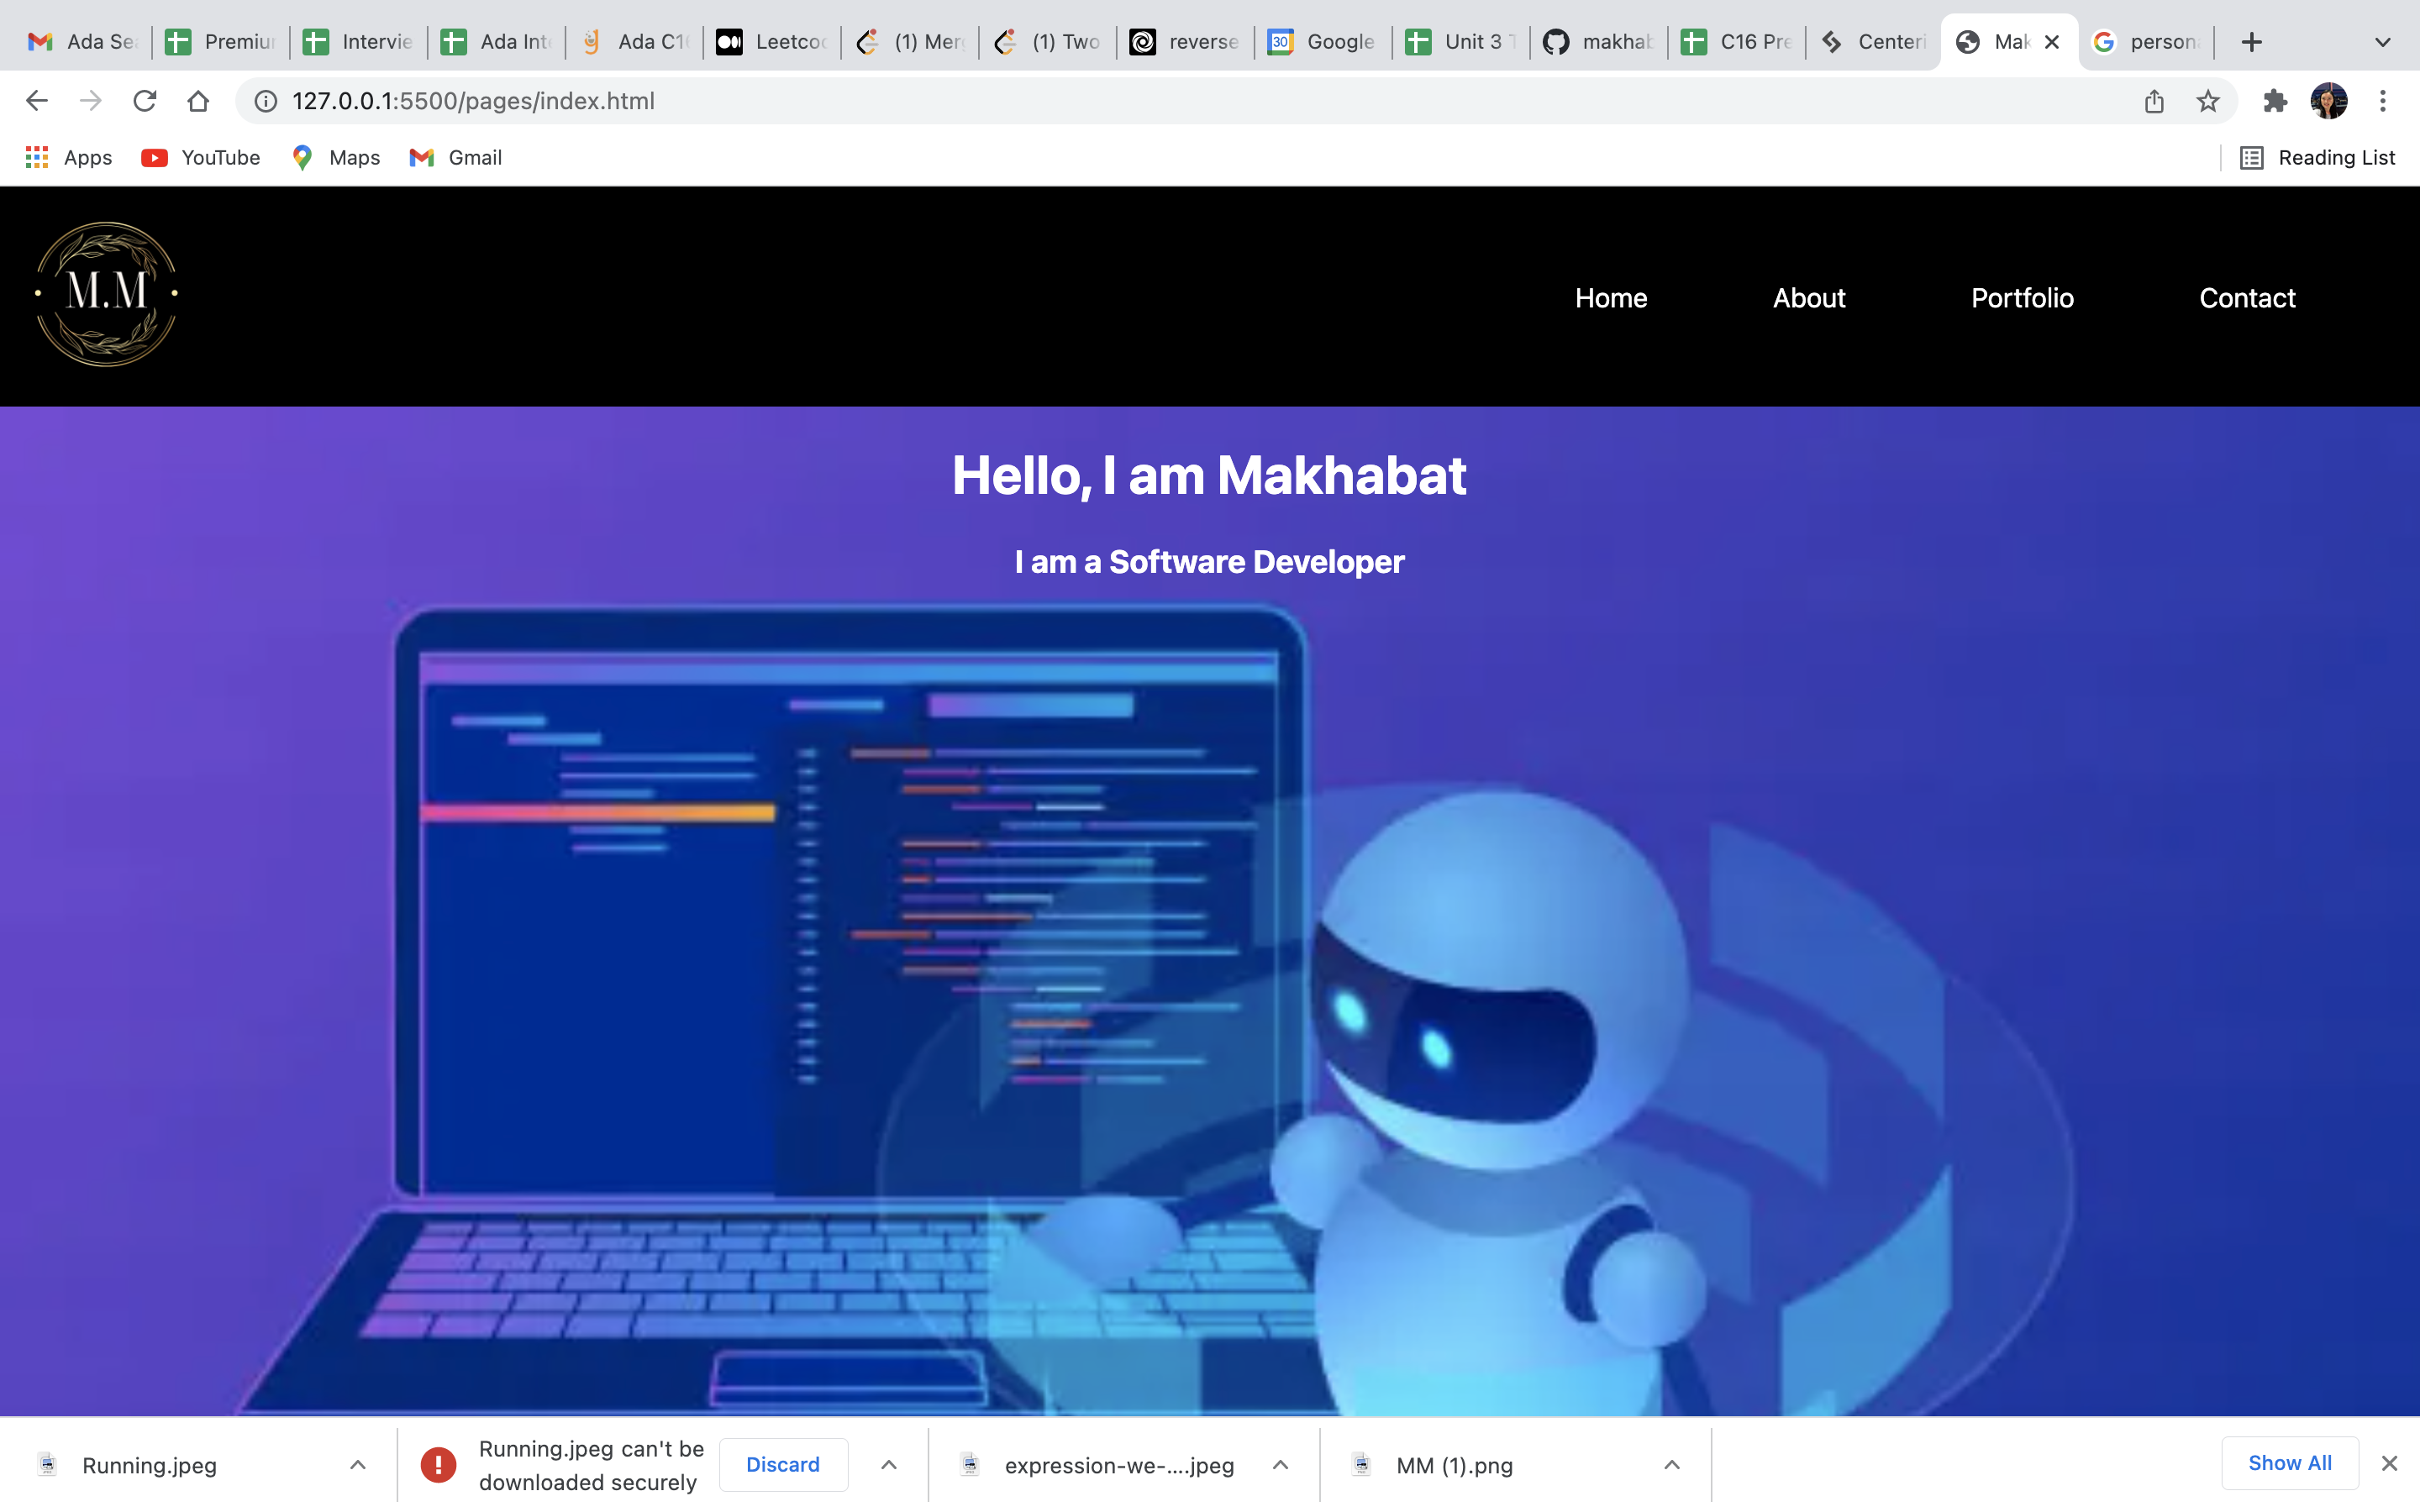 Ada Se
Premiu
Intervie
Ada Int
Ada C1
Leetcoc
(1) Mer
(1) Two
reverse
30
Google
Unit 3 T
makhab
C16 Pre
Centeri
Mak
person
127.0.0.1:5500/pages/index.html
Apps
YouTube
Maps
Gmail
Reading List
M.M
Home
About
Portfolio
Contact
Hello, I am Makhabat
I am a Software Developer
Running.jpeg
Running.jpeg can't be
downloaded securely
Discard
expression-we-....jpeg
MM (1).png
Show All